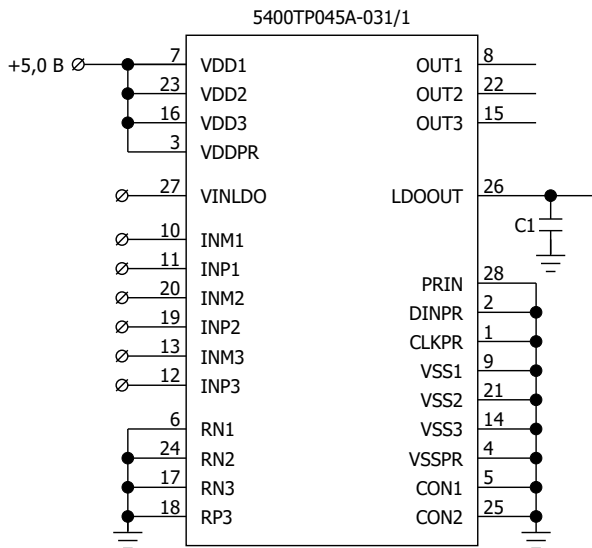 5400TP045A-031/1
+5,0 В
7 VDD1 OUT1 8
23 VDD2 OUT2 22
16 VDD3 OUT3 15
3 VDDPR
27 VINLDO LDOOUT 26
C1
10 INM1
11 INP1
PRIN 28
20 INM2
DINPR 2
19 INP2
CLKPR 1
13 INM3
VSS1 9
12 INP3
VSS2 21
6 RN1 VSS3 14
24 RN2 VSSPR 4
17 RN3 CON1 5
18 RP3 CON2 25